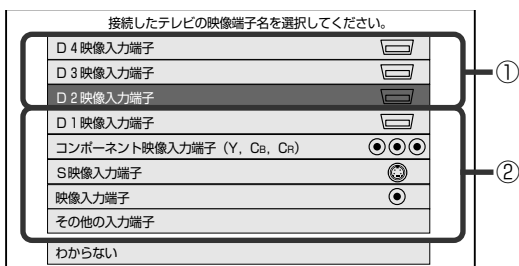 接続したテレビの映像端子名を選択してください。
D4映像入力端子
D3映像入力端子
①
D2映像入力端子
D1映像入力端子
コンポーネント映像入力端子（Y, CB, CR）
S映像入力端子
②
映像入力端子
その他の入力端子
わからない